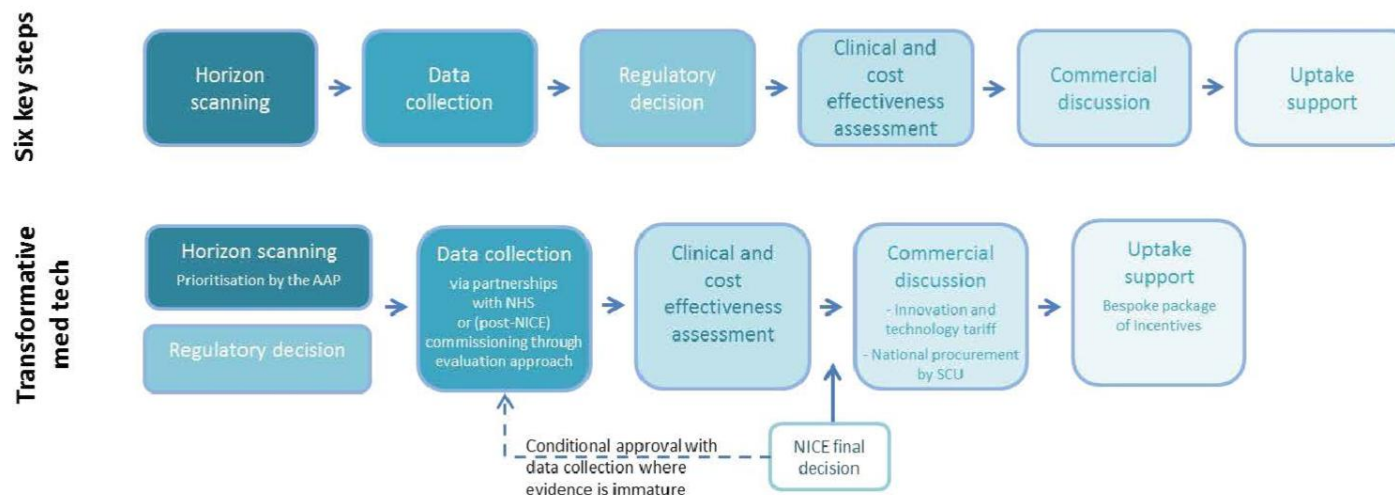 Six key steps
Horizon
scanning
Data
collection
Regulatory
decision
Clinical and
cost
effectiveness
assessment
Commercial
discussion
Uptake
support
Transformative
med tech
Horizon scanning
Prioritisation by the AAP
Regulatory decision
Data collection
via partnerships
with NHS
or (post-NICE)
commissioning through
evaluation approach
Clinical and
cost
effectiveness
assessment
Commercial
discussion
- Innovation and
technology tariff
- National procurement
by SCU
Uptake
support
Bespoke package
of incentives
Conditional approval with
data collection where
evidence is immature
NICE final
decision